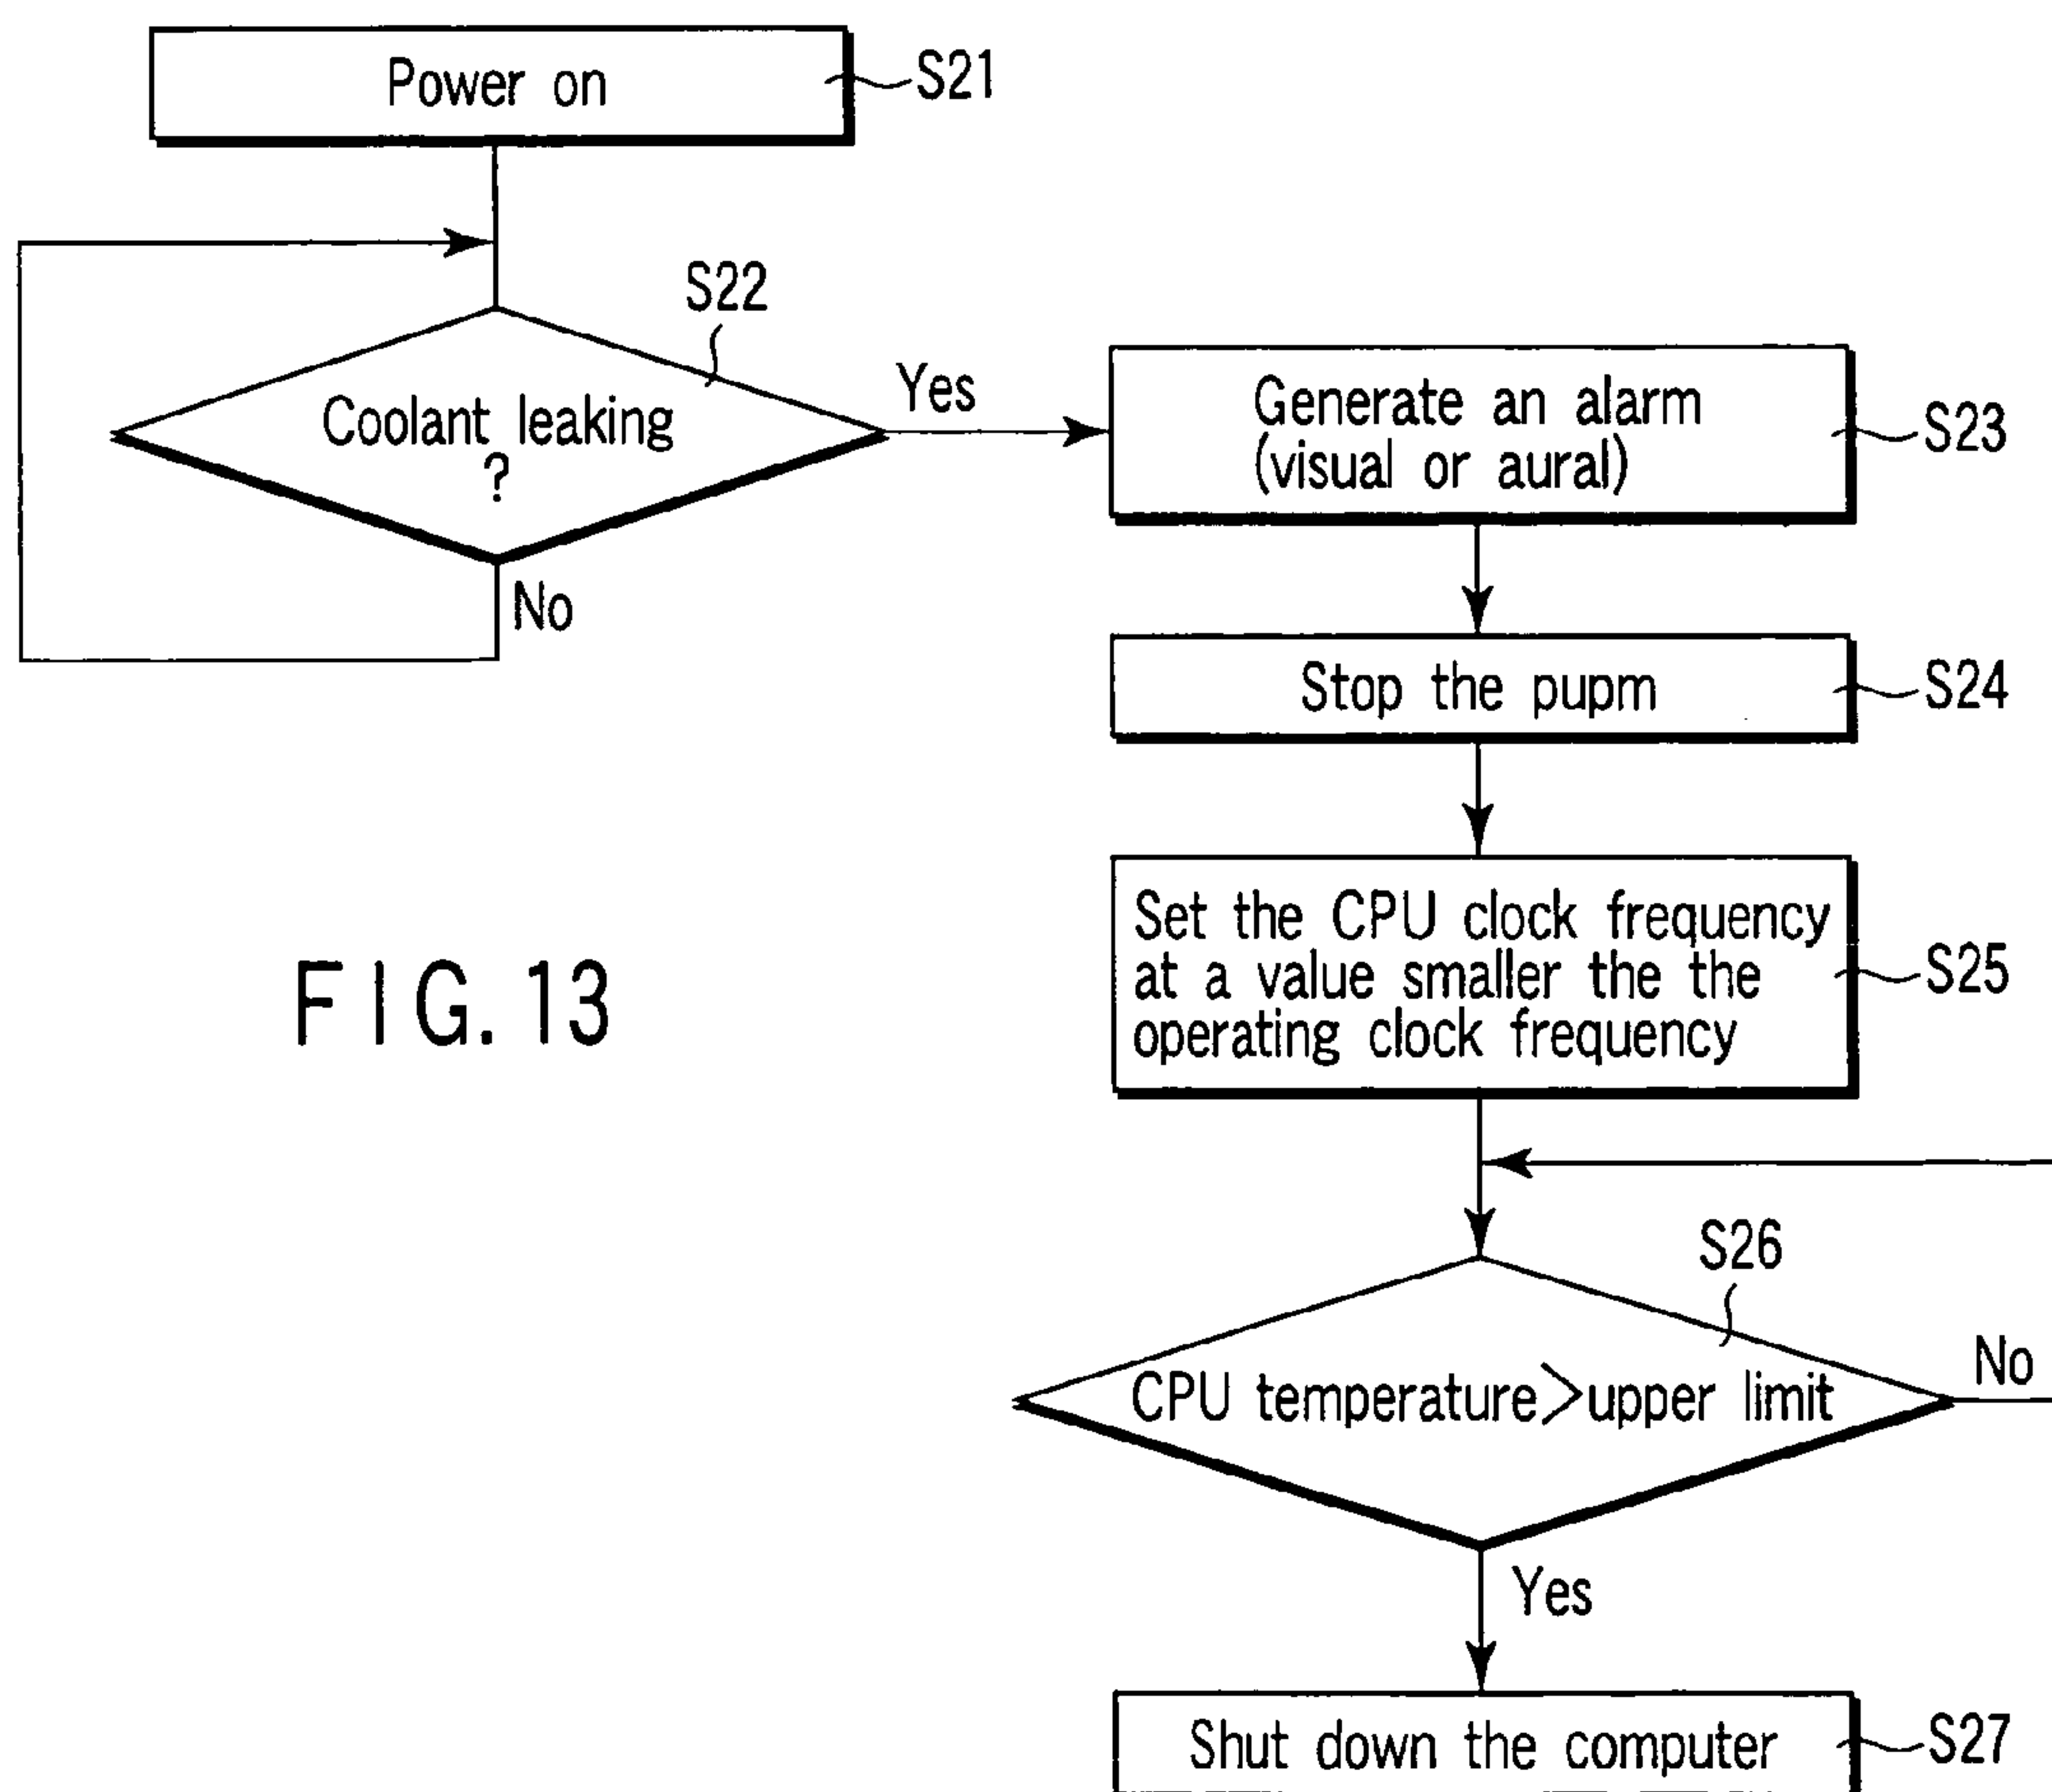 Power on
S21
S22
Coolant leaking
?
Yes
No
Generate an alarm
(visual or aural)
S23
Stop the pupm
S24
Set the CPU clock frequency
at a value smaller the the
operating clock frequency
S25
FIG. 13
S26
CPU temperature>upper limit
No
Yes
Shut down the computer
S27